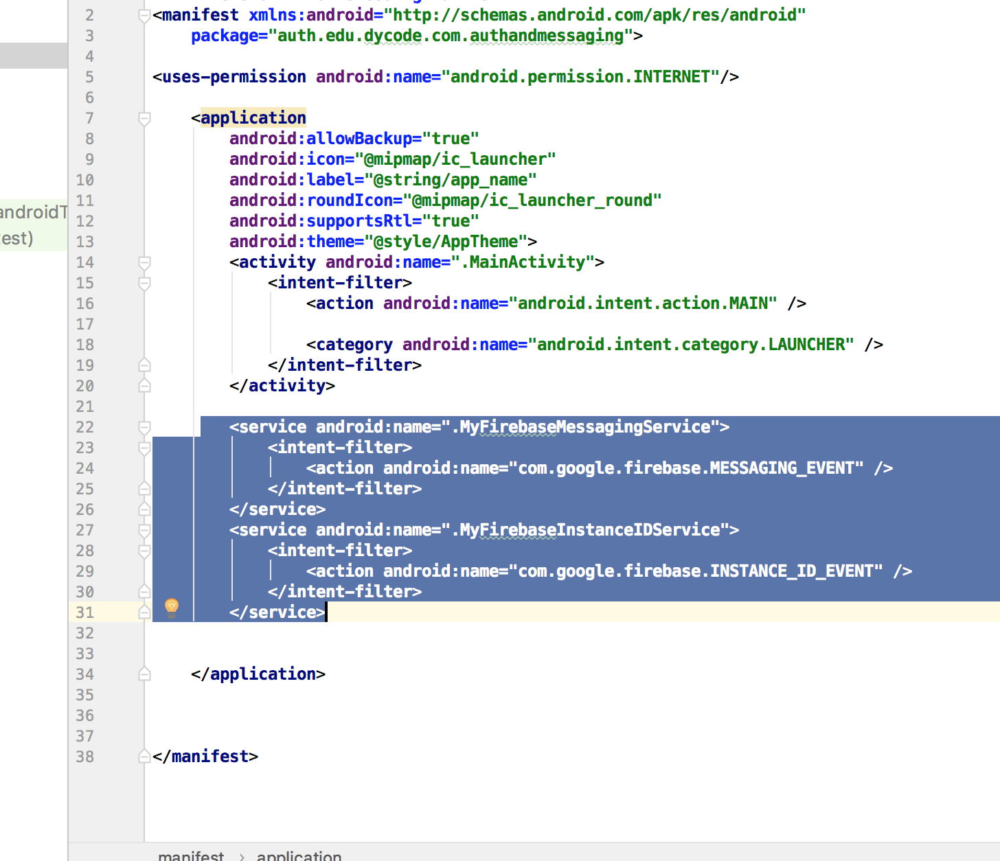 2 <manifest xmlns:android="http://schemas.android.com/apk/res/android"
3 package="auth.edu.dycode.com.authandmessaging">
4
5 <uses-permission android:name="android.permission.INTERNET"/>
6
7 <application
8 android:allowBackup="true"
9 android:icon="@mipmap/ic_launcher"
10 android:label="@string/app_name"
11 android:roundIcon="@mipmap/ic_launcher_round"
12 android:supportsRtl="true"
13 android:theme="@style/AppTheme">
14 <activity android:name=".MainActivity">
15 <intent-filter>
16 <action android:name="android.intent.action.MAIN" />
17
18 <category android:name="android.intent.category.LAUNCHER" />
19 </intent-filter>
20 </activity>
21
22 <service android:name=".MyFirebaseMessagingService">
23 <intent-filter>
24 <action android:name="com.google.firebase.MESSAGING_EVENT" />
25 </intent-filter>
26 </service>
27 <service android:name=".MyFirebaseInstanceIDService">
28 <intent-filter>
29 <action android:name="com.google.firebase.INSTANCE_ID_EVENT" />
30 </intent-filter>
31 </service>
32
33
34 </application>
35
36
37
38 </manifest>
androidT
est)
manifest › application